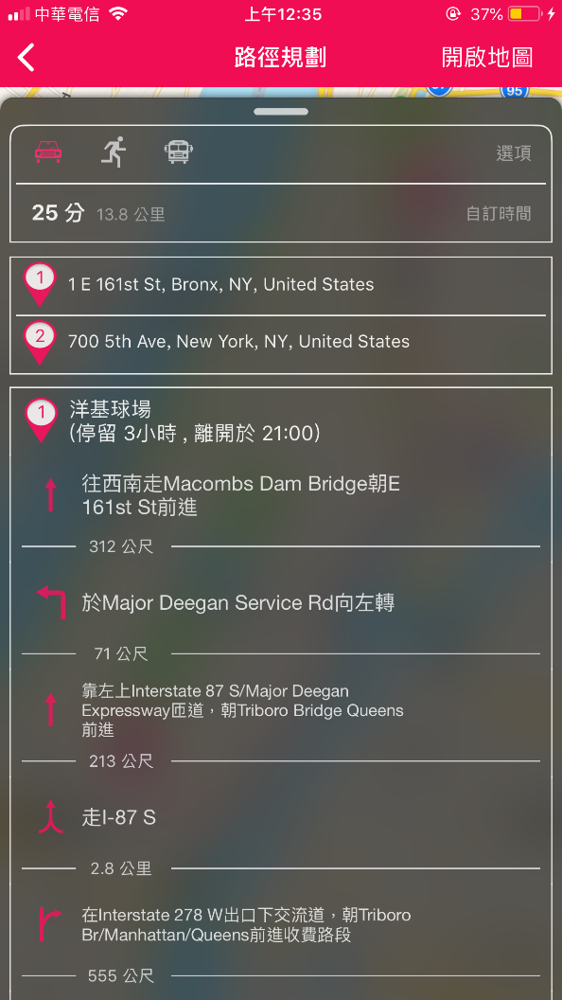 中華電信 上午12:35 37%
路徑規劃 開啟地圖
95
選項
25 分 13.8 公里 自訂時間
1 1 E 161st St, Bronx, NY, United States
2 700 5th Ave, New York, NY, United States
1 洋基球場
(停留 3小時 , 離開於 21:00)
往西南走Macombs Dam Bridge朝E
161st St前進
312 公尺
於Major Deegan Service Rd向左轉
71 公尺
靠左上Interstate 87 S/Major Deegan
Expressway匝道，朝Triboro Bridge Queens
前進
213 公尺
走I-87 S
2.8 公里
在Interstate 278 W出口下交流道，朝Triboro
Br/Manhattan/Queens前進收費路段
555 公尺